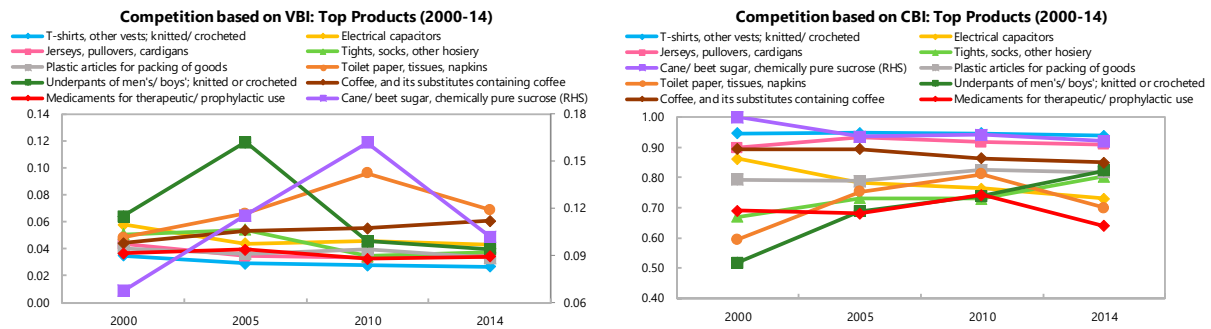 Competition based on VBI: Top Products (2000-14)
T-shirts, other vests; knitted/ crocheted
Electrical capacitors
Jerseys, pullovers, cardigans
Tights, socks, other hosiery
Plastic articles for packing of goods
Toilet paper, tissues, napkins
Underpants of men's/ boys'; knitted or crocheted
Coffee, and its substitutes containing coffee
Medicaments for therapeutic/ prophylactic use
Cane/ beet sugar, chemically pure sucrose (RHS)
0.14
0.12
0.10
0.08
0.06
0.04
0.02
0.00
0.18
0.15
0.12
0.09
0.06
2000 2005 2010 2014
Competition based on CBI: Top Products (2000-14)
T-shirts, other vests; knitted/ crocheted
Electrical capacitors
Jerseys, pullovers, cardigans
Tights, socks, other hosiery
Cane/ beet sugar, chemically pure sucrose (RHS)
Plastic articles for packing of goods
Toilet paper, tissues, napkins
Underpants of men's/ boys'; knitted or crocheted
Coffee, and its substitutes containing coffee
Medicaments for therapeutic/ prophylactic use
1.00
0.90
0.80
0.70
0.60
0.50
0.40
2000 2005 2010 2014